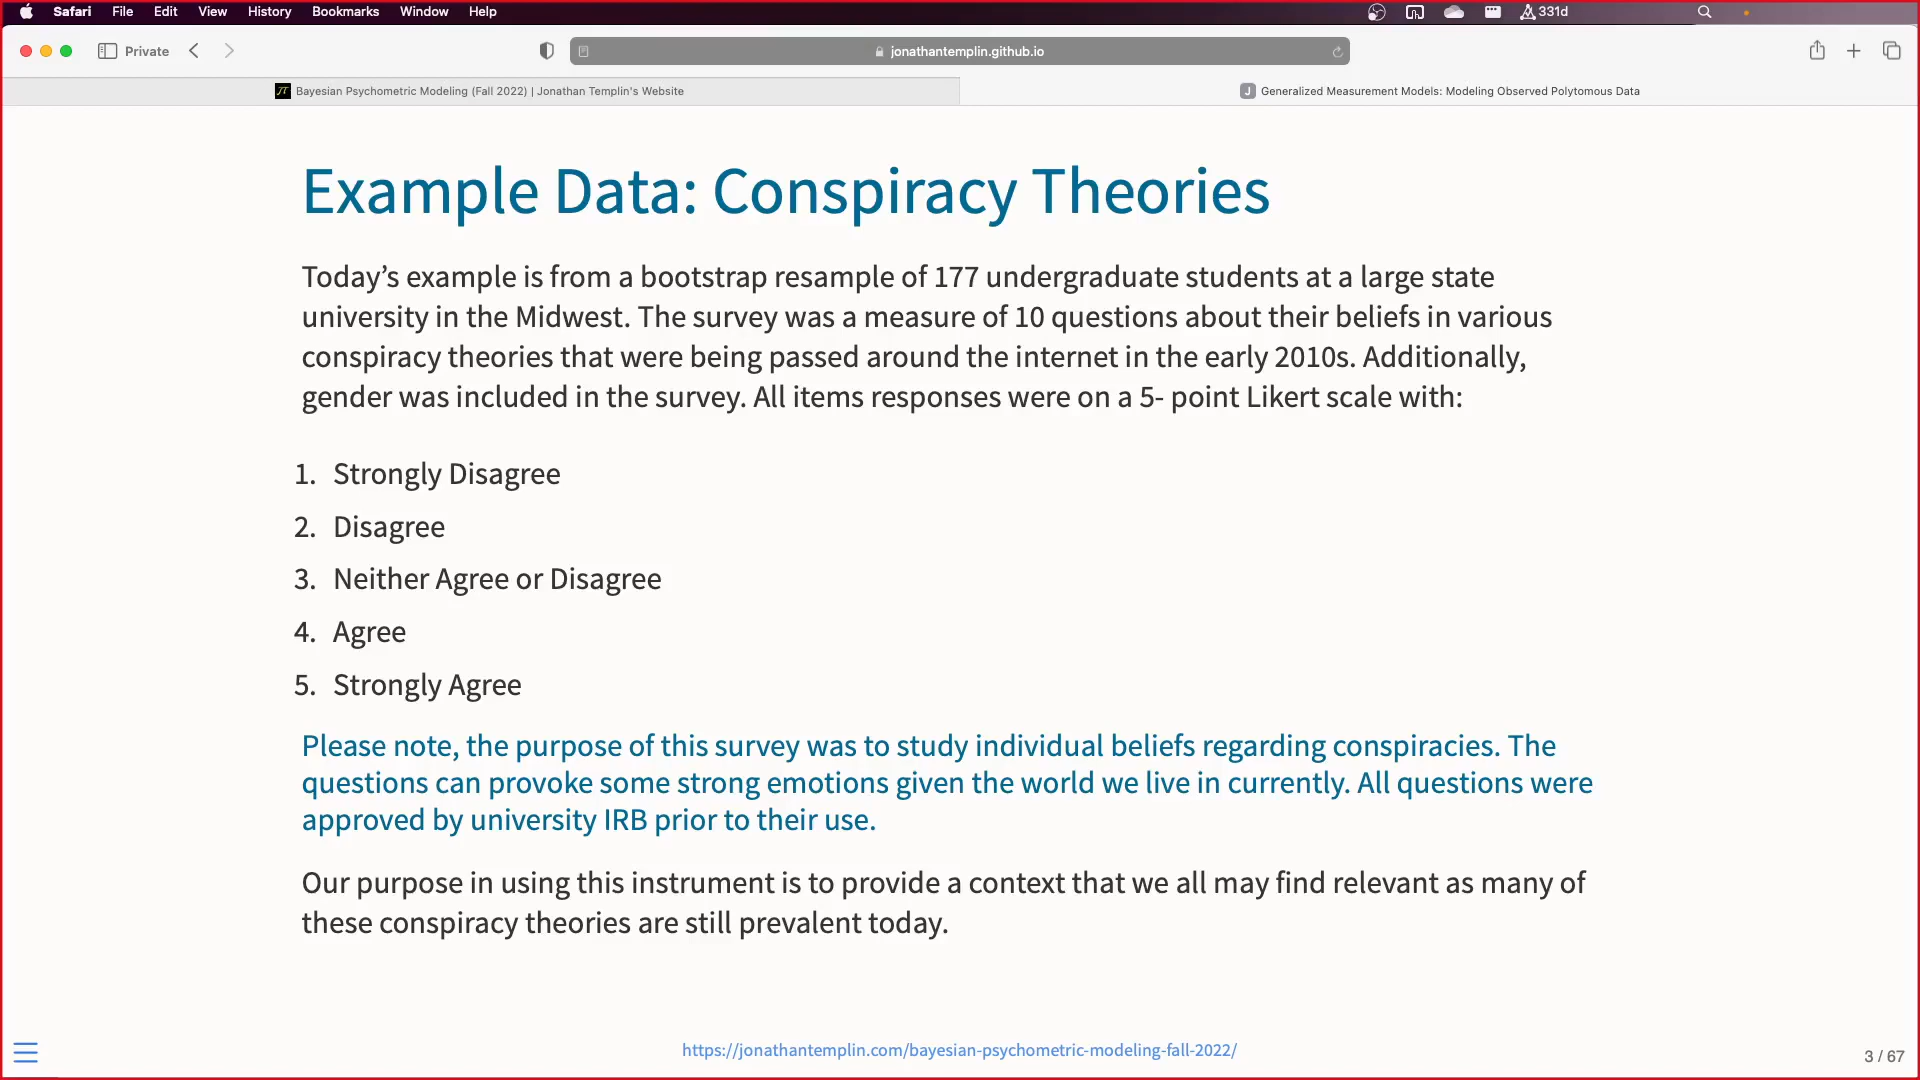 Safari File Edit View History Bookmarks Window Help 331d
Private jonathantemplin.github.io
JT Bayesian Psychometric Modeling (Fall 2022) | Jonathan Templin's Website J Generalized Measurement Models: Modeling Observed Polytomous Data
Example Data: Conspiracy Theories
Today’s example is from a bootstrap resample of 177 undergraduate students at a large state
university in the Midwest. The survey was a measure of 10 questions about their beliefs in various
conspiracy theories that were being passed around the internet in the early 2010s. Additionally,
gender was included in the survey. All items responses were on a 5- point Likert scale with:
1. Strongly Disagree
2. Disagree
3. Neither Agree or Disagree
4. Agree
5. Strongly Agree
Please note, the purpose of this survey was to study individual beliefs regarding conspiracies. The
questions can provoke some strong emotions given the world we live in currently. All questions were
approved by university IRB prior to their use.
Our purpose in using this instrument is to provide a context that we all may find relevant as many of
these conspiracy theories are still prevalent today.
https://jonathantemplin.com/bayesian-psychometric-modeling-fall-2022/
3 / 67